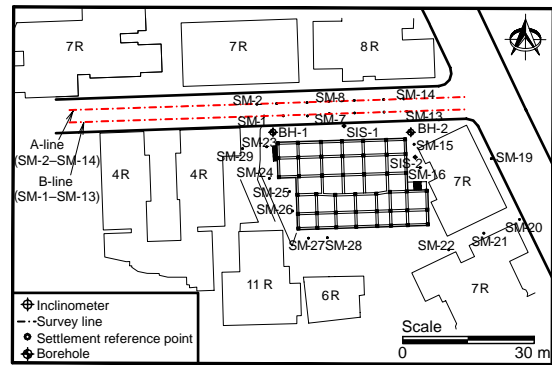 7R
7R
8R
SM-2
SM-8
SM-14
SM-1
SM-7
SM-13
A-line
(SM-2–SM-14)
B-line
(SM-1–SM-13)
BH-1
SIS-1
BH-2
SM-23
SM-15
SM-29
SIS-2
SM-19
SM-24
SM-16
4R
4R
SM-25
7R
SM-26
SM-20
SM-21
SM-27
SM-28
SM-22
11R
6R
7R
Inclinometer
Survey line
Settlement reference point
Borehole
Scale
0
30 m